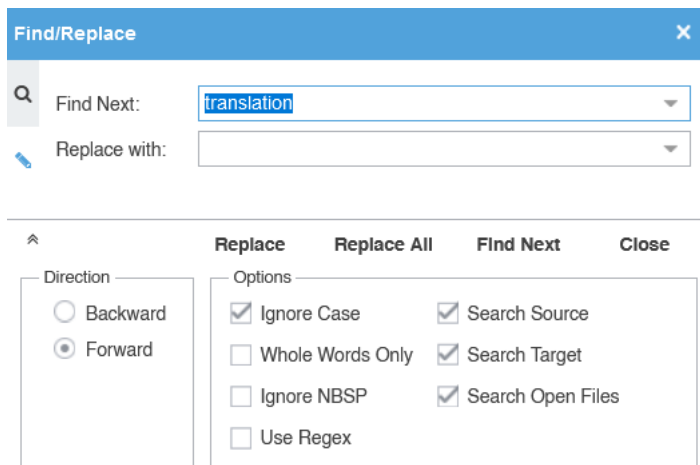 Find/Replace
Find Next: translation
Replace with:
Replace Replace All Find Next Close
Direction Options
Backward Ignore Case Search Source
Forward Whole Words Only Search Target
Ignore NBSP Search Open Files
Use Regex